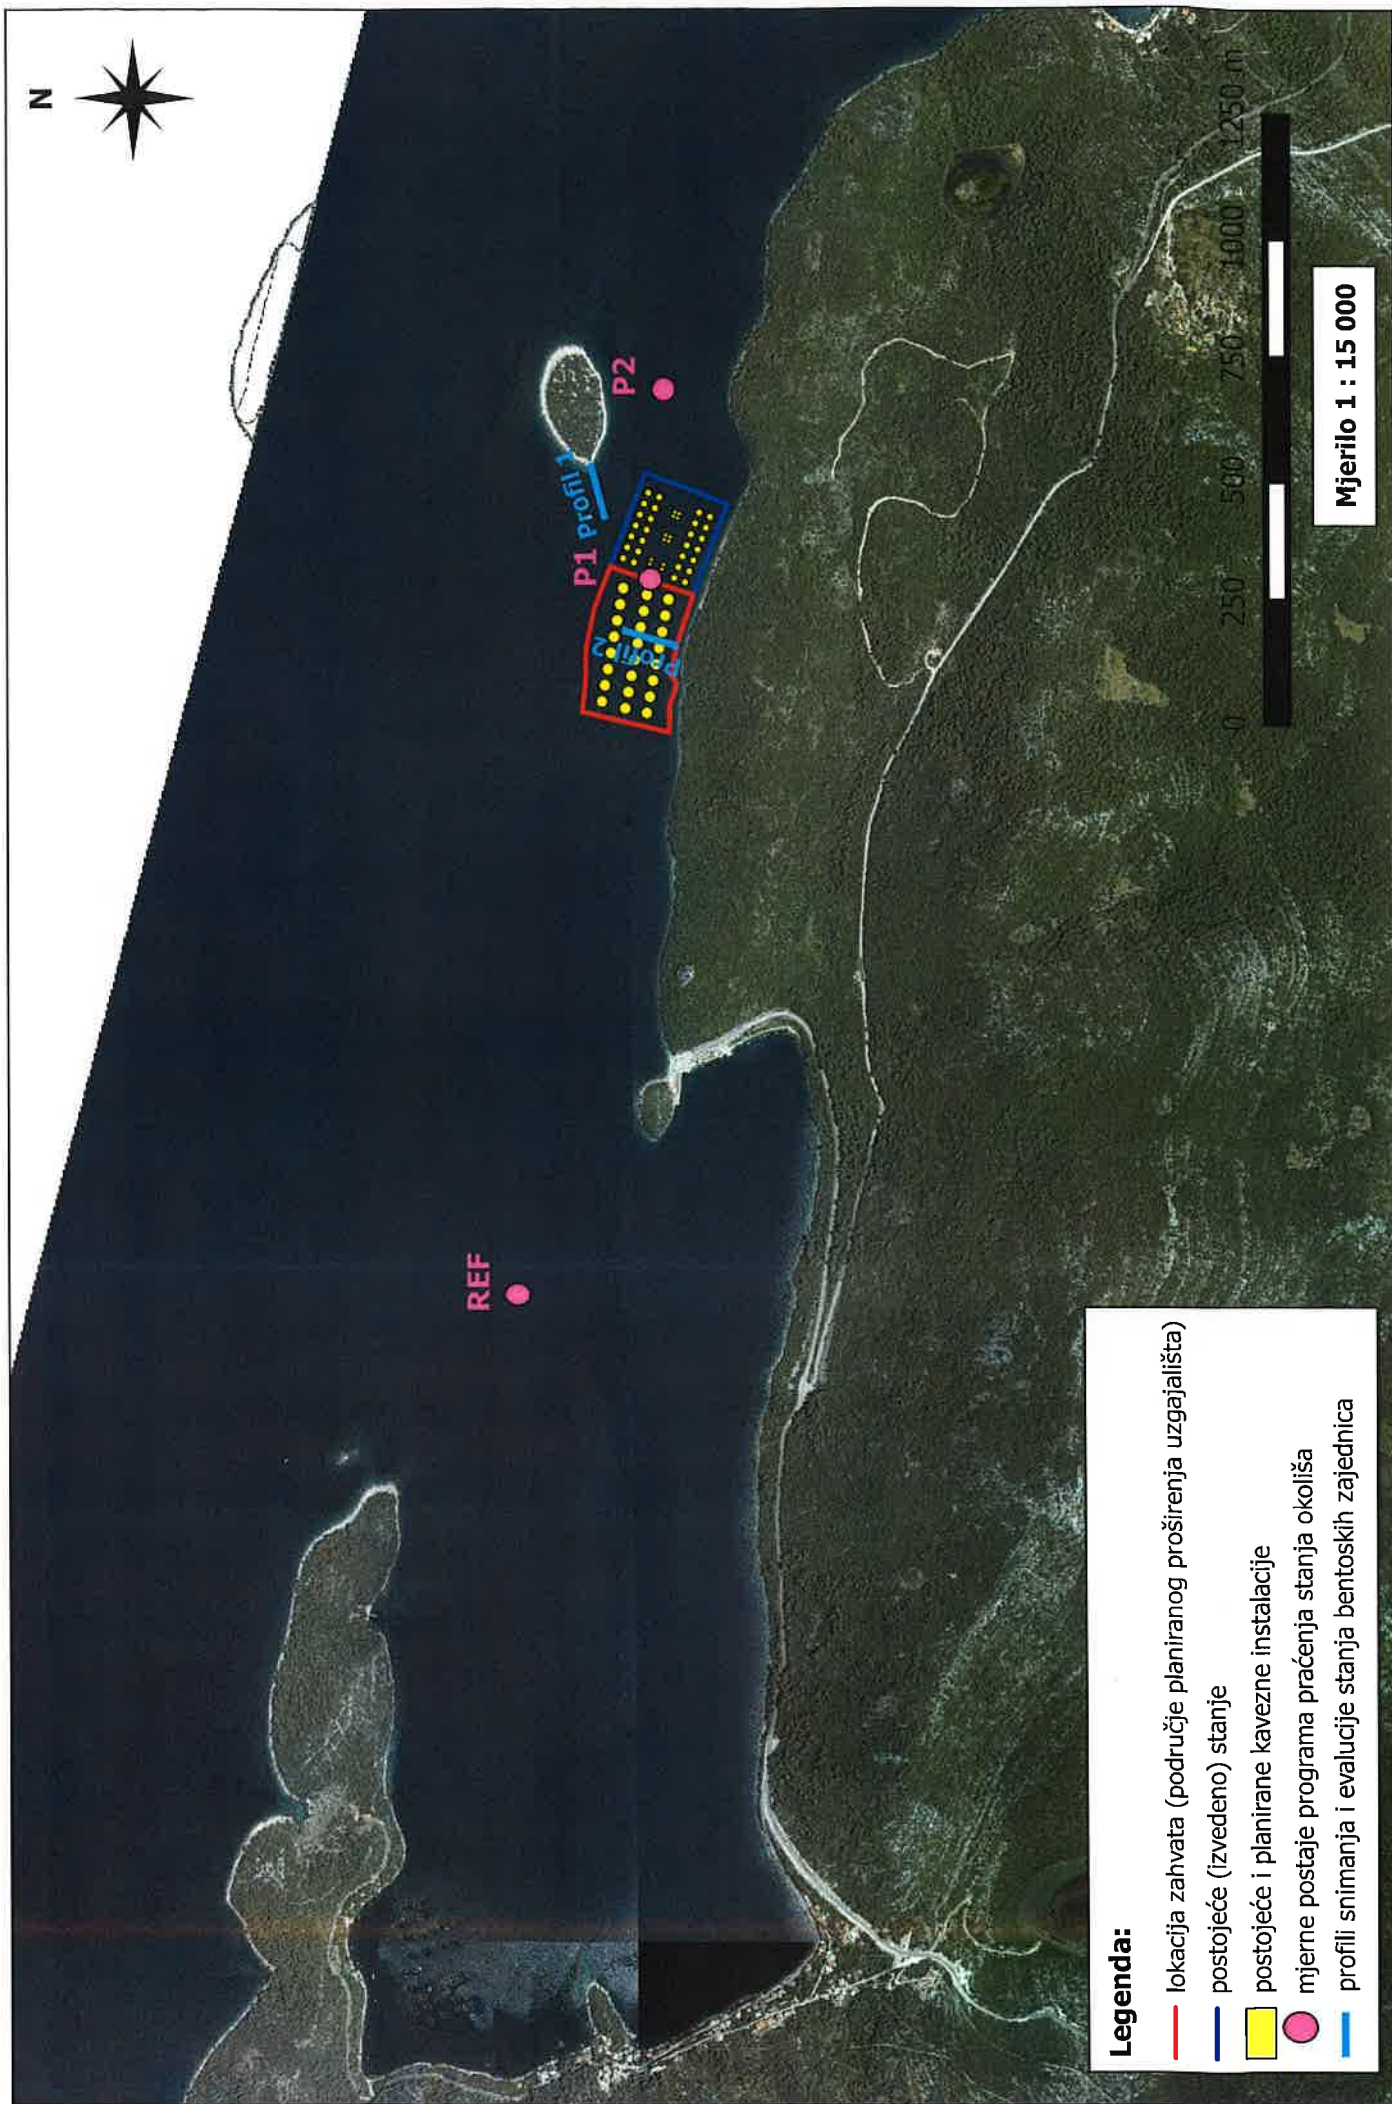 N
REF
P1
Profil 1
P2
Profil 2
0 250 500 750 1000 1250 m
Mjerilo 1 : 15 000
Legenda:
lokacija zahvata (područje planiranog proširenja uzgajališta)
postojeće (izvedeno) stanje
postojeće i planirane kavezne instalacije
mjerne postaje programa praćenja stanja okoliša
profili snimanja i evalucije stanja bentoskih zajednica